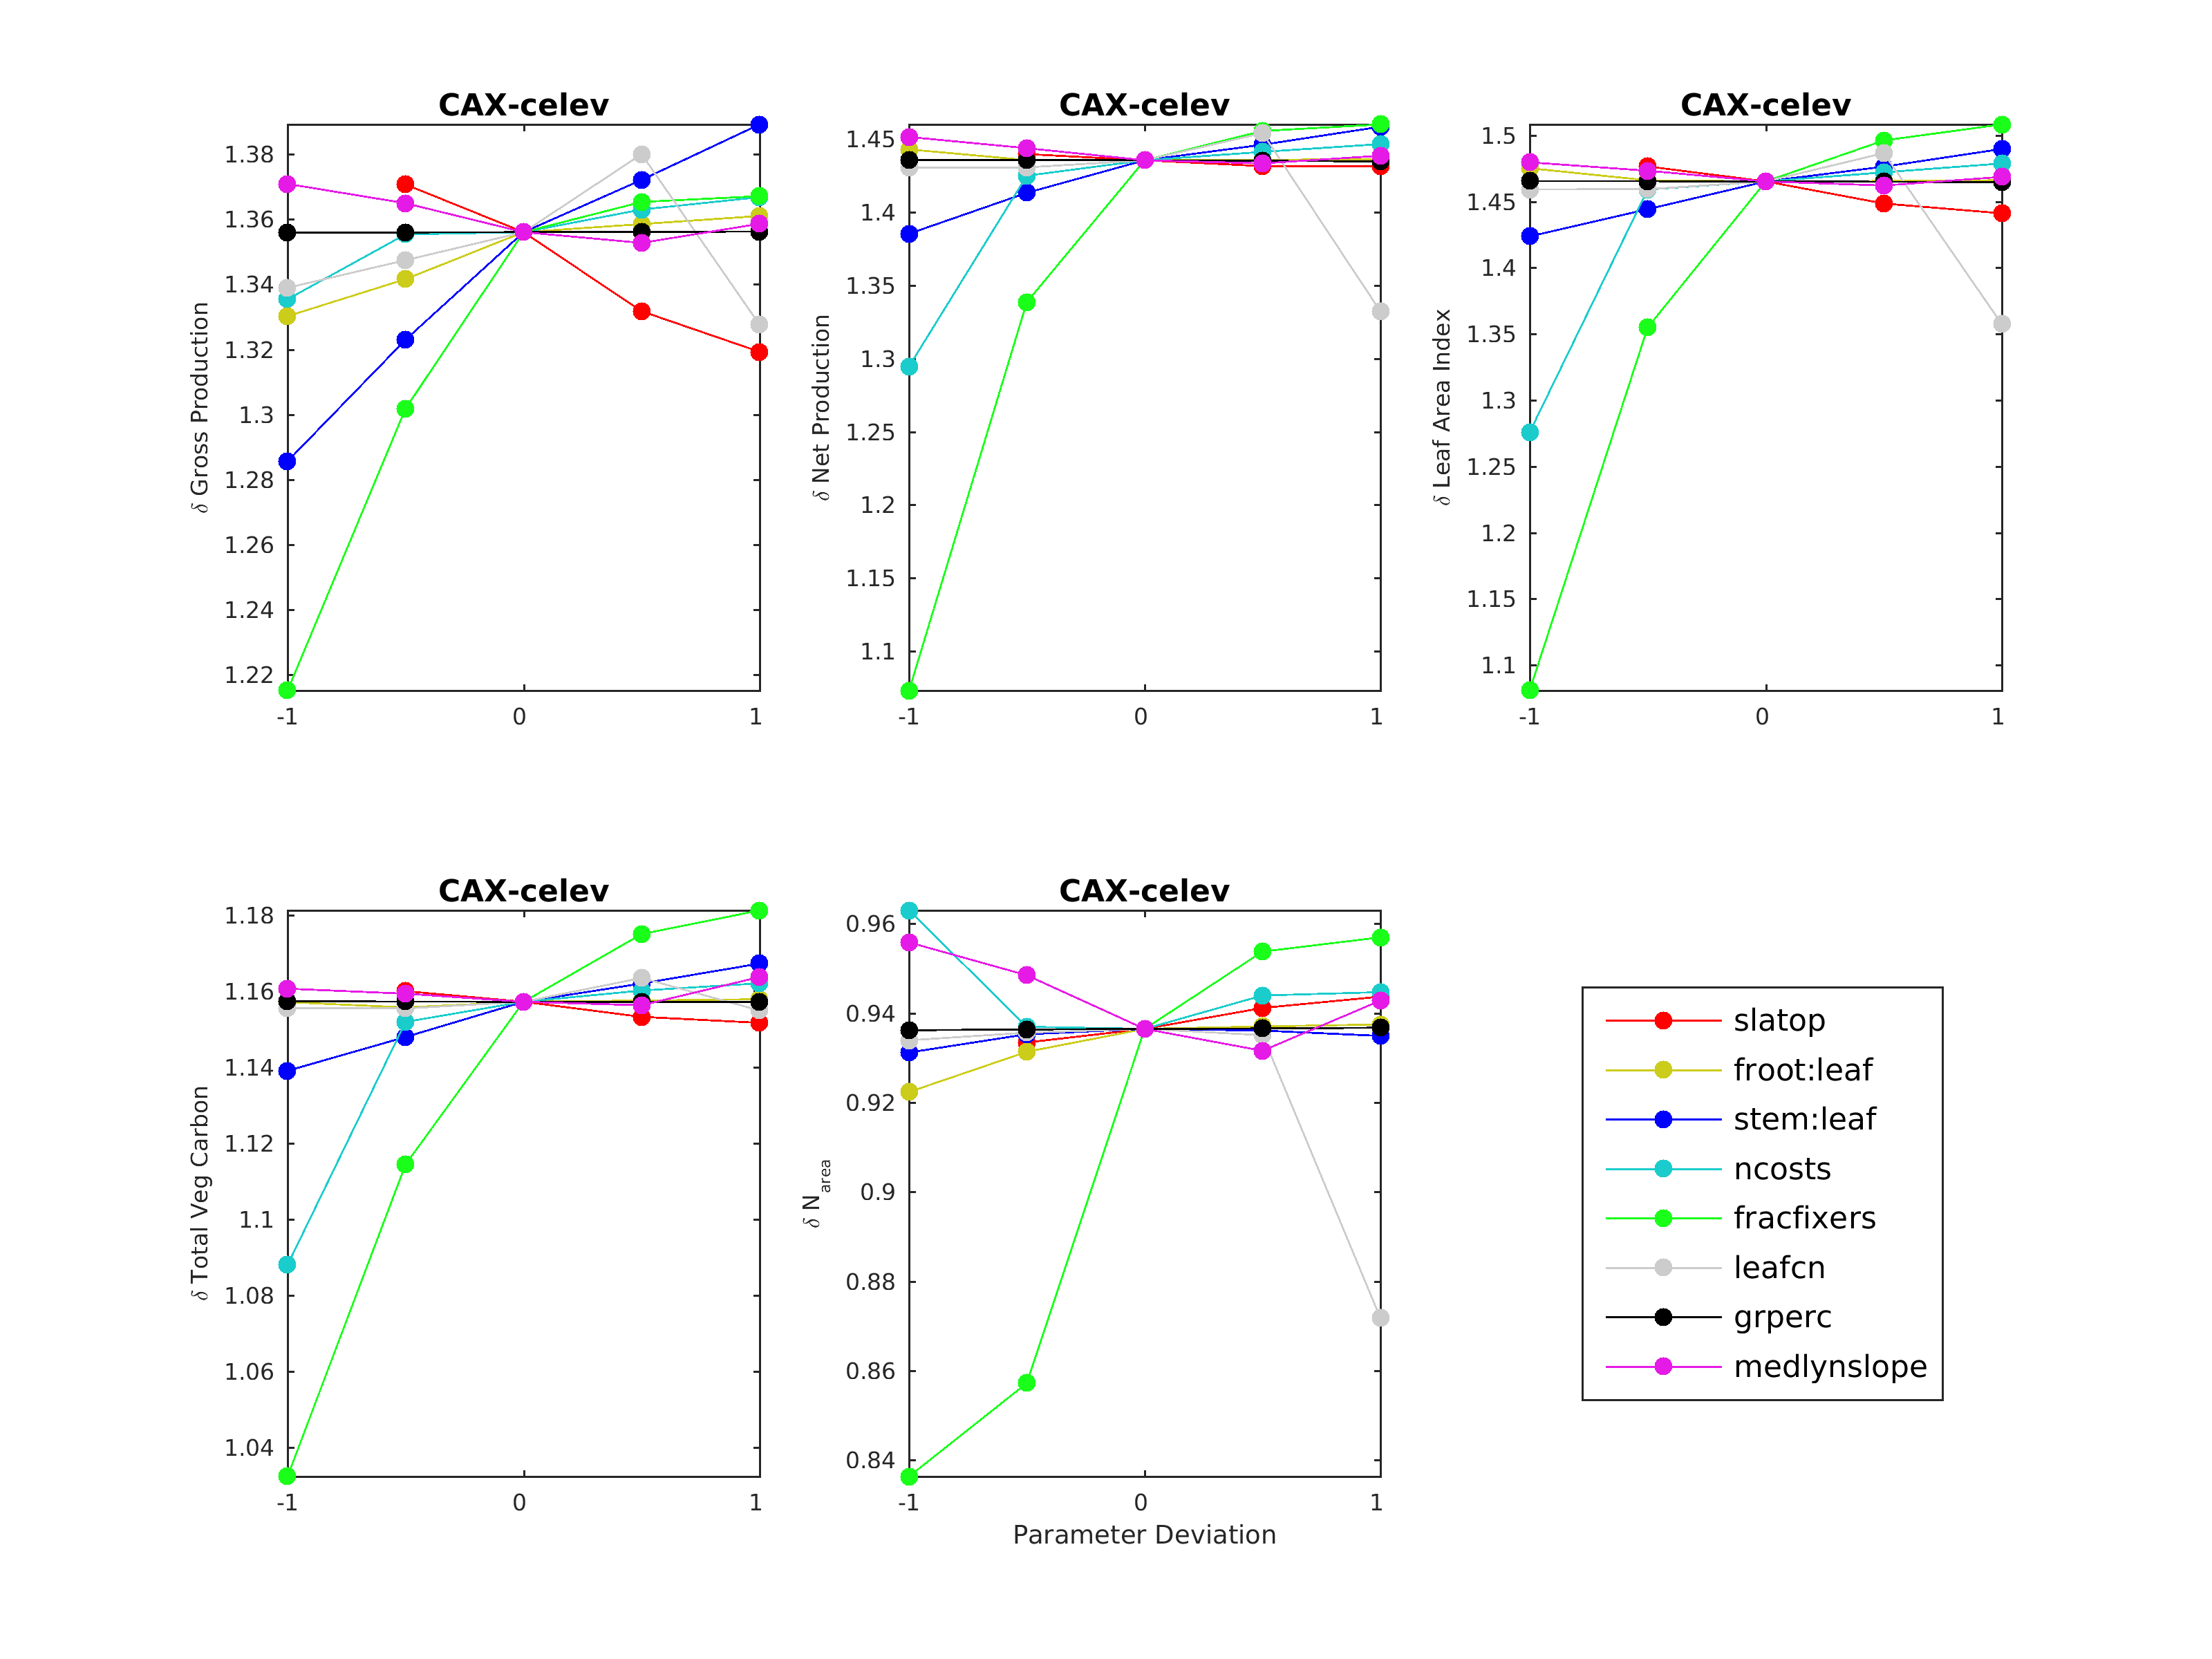 CAX-celev
δ Gross Production
1.38
1.36
1.34
1.32
1.3
1.28
1.26
1.24
1.22
-1
0
1
CAX-celev
δ Net Production
1.45
1.4
1.35
1.3
1.25
1.2
1.15
1.1
-1
0
1
CAX-celev
δ Leaf Area Index
1.5
1.45
1.4
1.35
1.3
1.25
1.2
1.15
1.1
-1
0
1
CAX-celev
δ Total Veg Carbon
1.18
1.16
1.14
1.12
1.1
1.08
1.06
1.04
-1
0
1
CAX-celev
δ N area
0.96
0.94
0.92
0.9
0.88
0.86
0.84
-1
0
1
Parameter Deviation
slatop
froot:leaf
stem:leaf
ncosts
fracfixers
leafcn
grperc
medlynslope